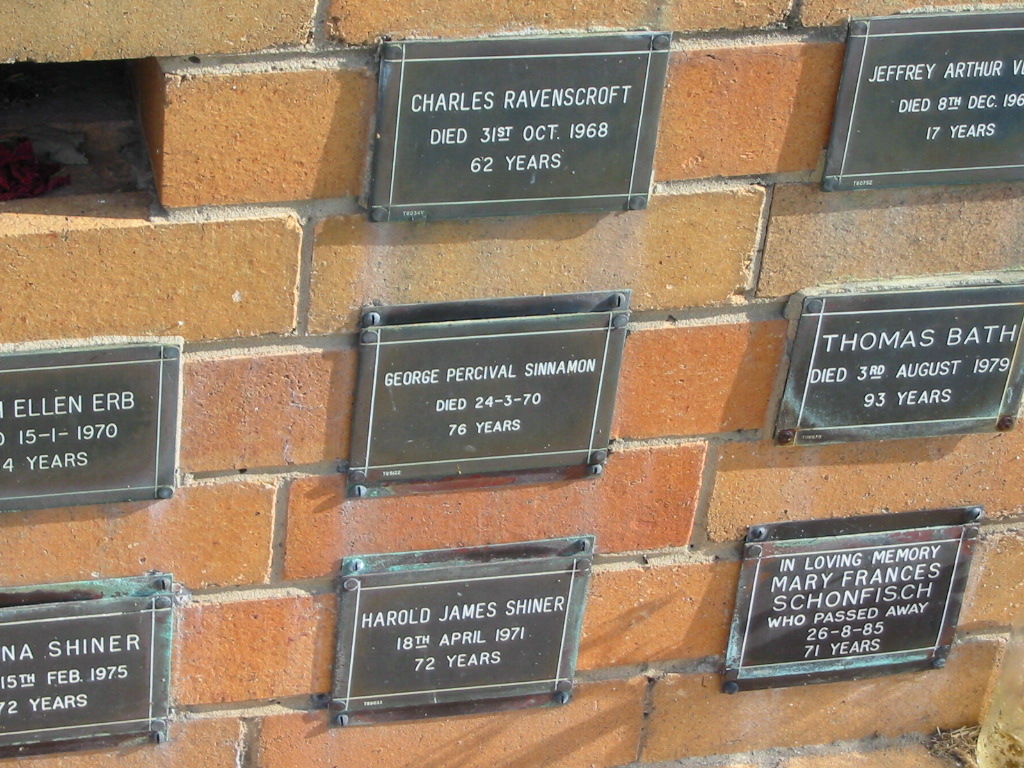 CHARLES RAVENSCROFT
DIED 31ST OCT. 1968
62 YEARS
T8034V
JEFFREY ARTHUR
DIED 8TH DEC.
17 YEARS
ELLEN ERB
15-1-1970
YEARS
GEORGE PERCIVAL SINNAMON
DIED 24-3-70
76 YEARS
THOMAS BATH
DIED 3RD AUGUST 1979
93 YEARS
SHINER
15TH FEB. 1975
72 YEARS
HAROLD JAMES SHINER
18TH APRIL 1971
72 YEARS
IN LOVING MEMORY
MARY FRANCES
SCHONFISCH
WHO PASSED AWAY
26-8-85
71 YEARS